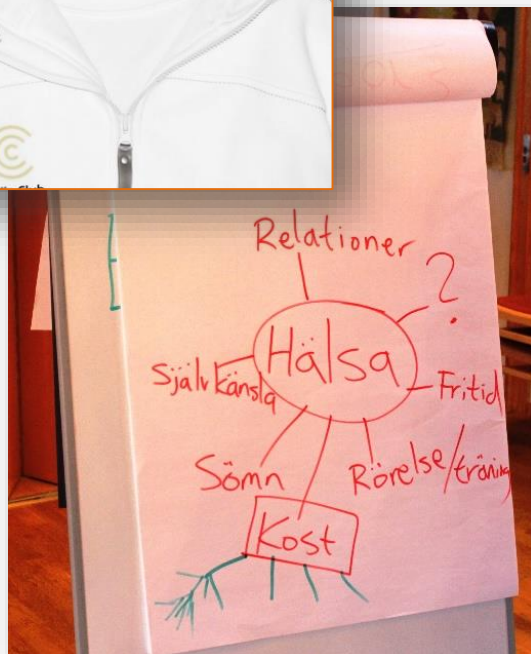 Relationer
?
Hälsa
Självkänsla
Fritid
Sömn
Rörelse/träning
Kost